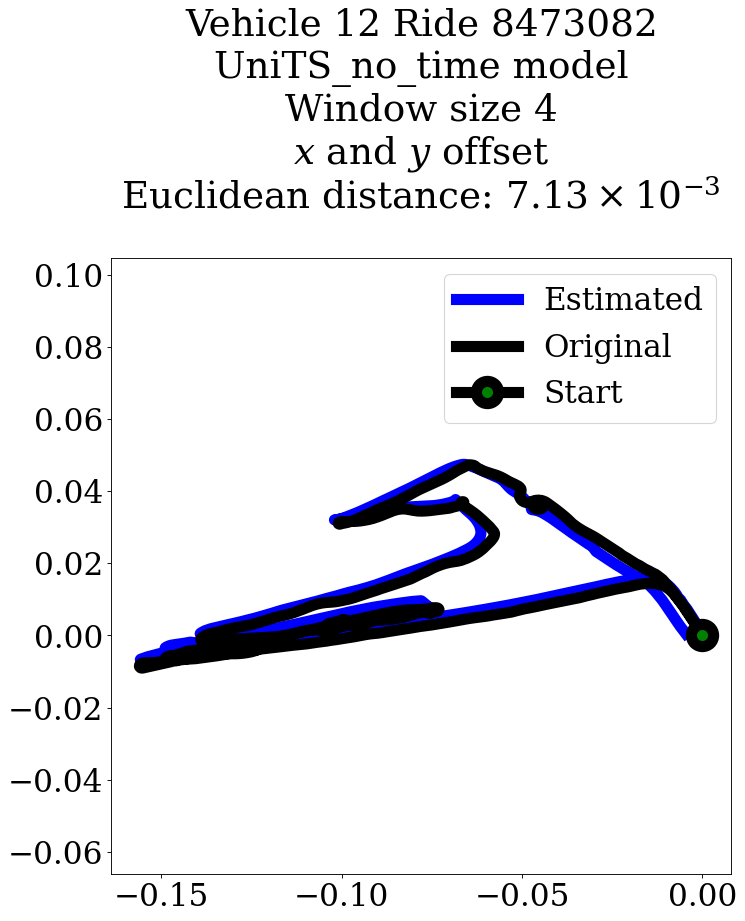 Vehicle 12 Ride 8473082
UniTS_no_time model
Window size 4
x and y offset
Euclidean distance: 7.13 × 10⁻³
Estimated
Original
Start
0.10
0.08
0.06
0.04
0.02
0.00
−0.02
−0.04
−0.06
−0.15 −0.10 −0.05 0.00